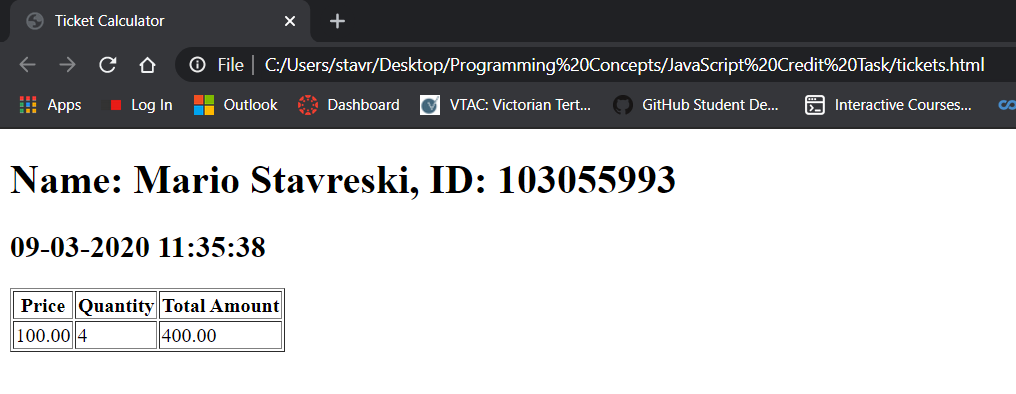 Ticket Calculator
File | C:/Users/stavr/Desktop/Programming%20Concepts/JavaScript%20Credit%20Task/tickets.html
Apps Log In Outlook Dashboard VTAC: Victorian Tert... GitHub Student De... Interactive Courses...
Name: Mario Stavreski, ID: 103055993
09-03-2020 11:35:38
Price Quantity Total Amount
100.00 4 400.00